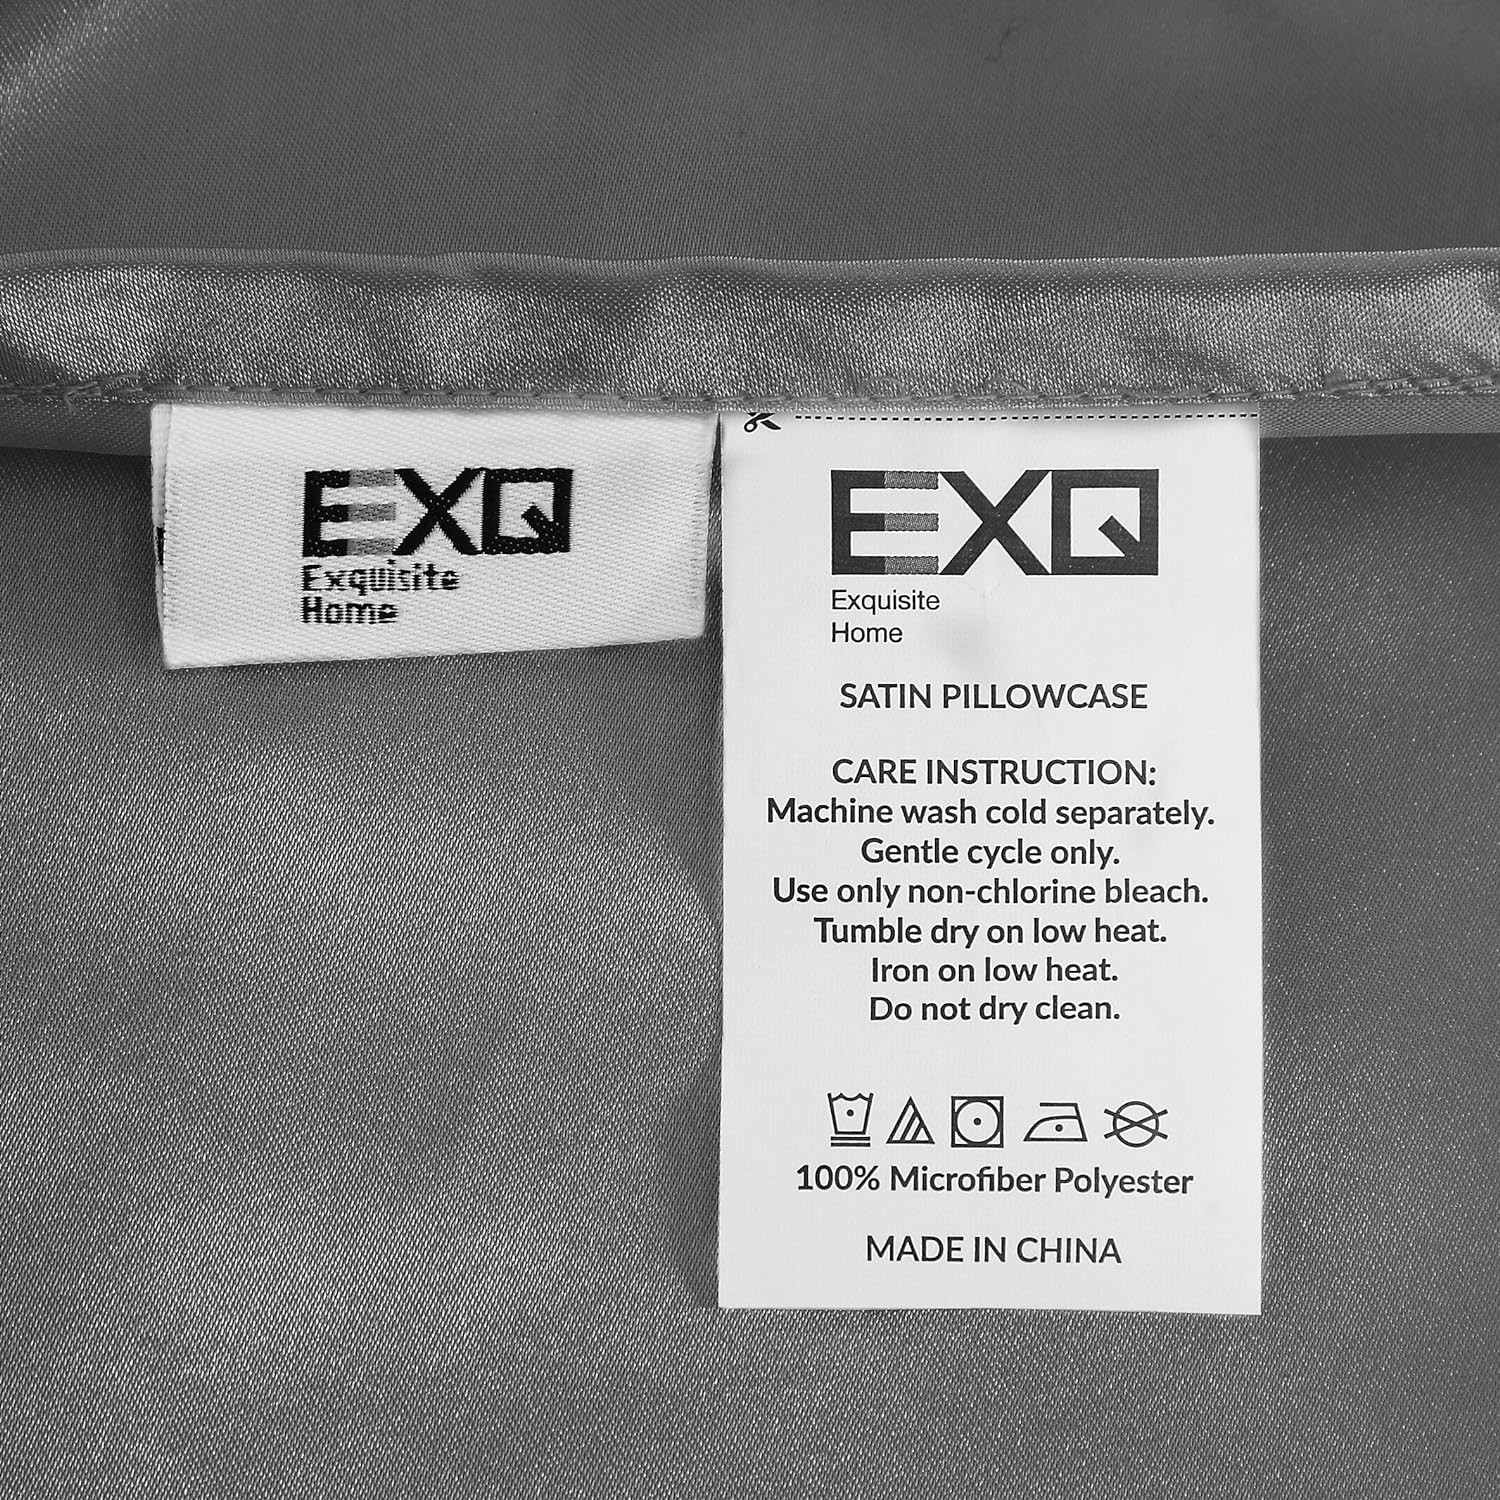 EXQ
Exquisite
Home
EXQ
Exquisite
Home
SATIN PILLOWCASE
CARE INSTRUCTION:
Machine wash cold separately.
Gentle cycle only.
Use only non-chlorine bleach.
Tumble dry on low heat.
Iron on low heat.
Do not dry clean.
100% Microfiber Polyester
MADE IN CHINA